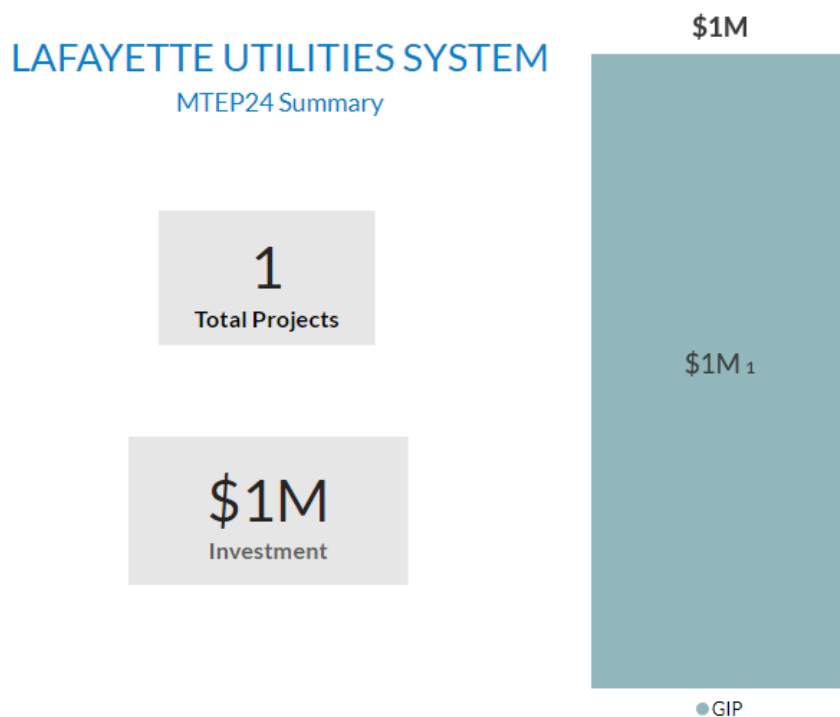 LAFAYETTE UTILITIES SYSTEM
MTEP24 Summary
1
Total Projects
$1M
Investment
$1M
$1M 1
GIP